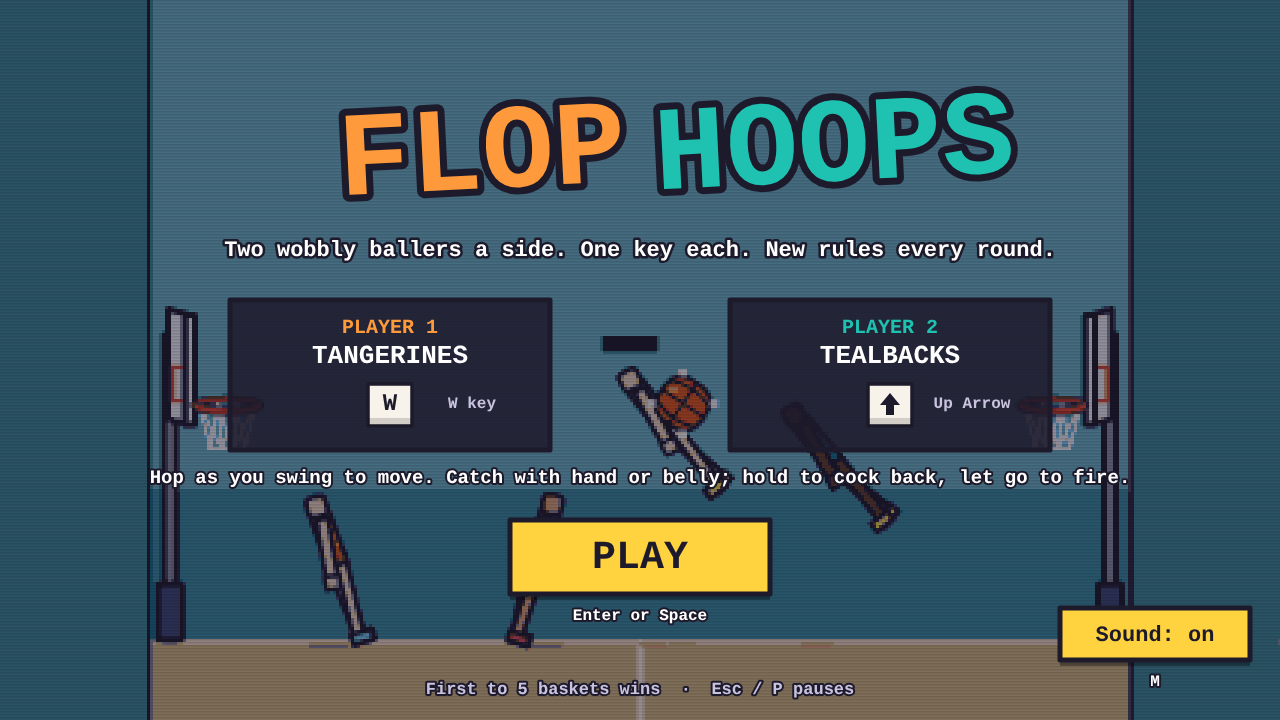 FLOP HOOPS
Two wobbly ballers a side. One key each. New rules every round.
PLAYER 1
TANGERINES
W
W key
PLAYER 2
TEALBACKS
Up Arrow
Hop as you swing to move. Catch with hand or belly; hold to cock back, let go to fire.
PLAY
Enter or Space
Sound: on
M
First to 5 baskets wins · Esc / P pauses